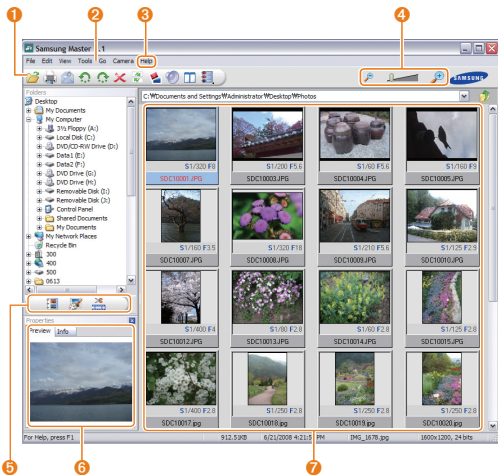 1 2 3 4
Samsung Master .1
File Edit View Tools Go Camera Help
SAMSUNG
Folders
C:₩Documents and Settings₩Administrator₩Desktop₩Photos
Desktop
My Documents
My Computer
3½ Floppy (A:)
Local Disk (C:)
DVD/CD-RW Drive (D:)
Data1 (E:)
Data2 (F:)
DVD Drive (G:)
DVD Drive (H:)
Removable Disk (I:)
Removable Disk (J:)
Control Panel
Shared Documents
My Documents
My Network Places
Recycle Bin
300
400
500
0613
S1/320 F8 S1/200 F5.6 S1/60 F5.6 S1/160 F9
SDC10001.JPG SDC10003.JPG SDC10004.JPG SDC10005.JPG
S1/160 F3.5 S1/320 F18 S1/210 F5.6 S1/125 F2.9
SDC10007.JPG SDC10008.JPG SDC10009.JPG SDC10010.JPG
S1/400 F4 S1/80 F2.8 S1/60 F2.8 S1/125 F2.8
SDC10012.JPG SDC10013.JPG SDC10014.JPG SDC10015.JPG
S1/400 F2.8 S1/250 F2.8 S1/250 F2.8 S1/250 F2.8
SDC10017.jpg SDC10018.jpg SDC10019.jpg SDC10020.jpg
Properties
Preview Info
For Help, press F1 912.51KB 6/21/2008 4:21:5 PM IMG_1678.jpg 1600x1200, 24 bits
5 6 7